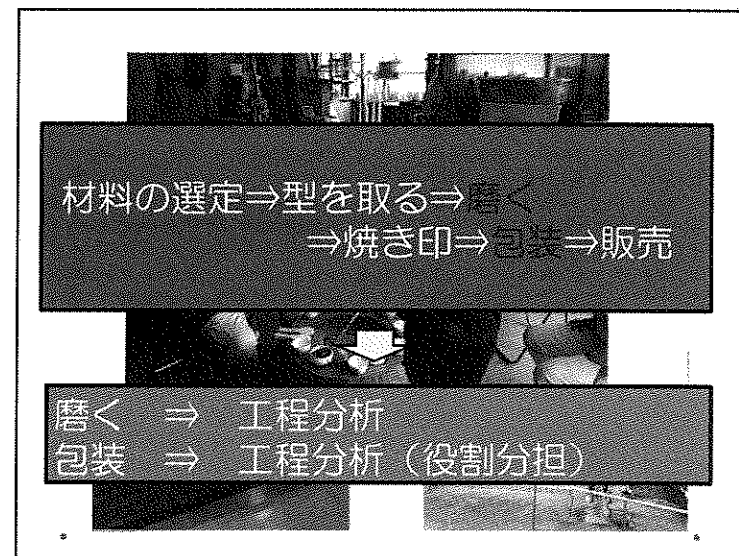 材料の選定⇒型を取る⇒磨く
⇒焼き印⇒包装⇒販売
磨く ⇒ 工程分析
包装 ⇒ 工程分析（役割分担）